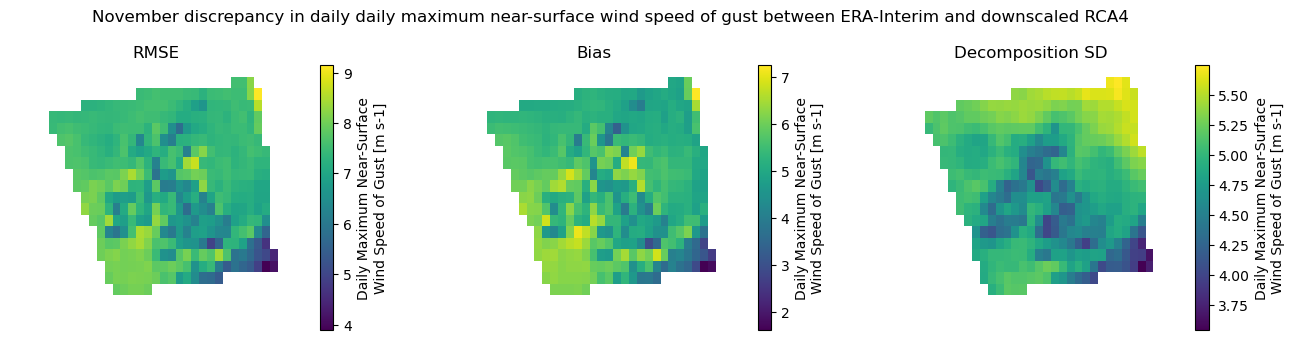 November discrepancy in daily daily maximum near-surface wind speed of gust between ERA-Interim and downscaled RCA4
RMSE
9
8
7
6
5
4
Daily Maximum Near-Surface
Wind Speed of Gust [m s-1]
Bias
7
6
5
4
3
2
Daily Maximum Near-Surface
Wind Speed of Gust [m s-1]
Decomposition SD
5.50
5.25
5.00
4.75
4.50
4.25
4.00
3.75
Daily Maximum Near-Surface
Wind Speed of Gust [m s-1]